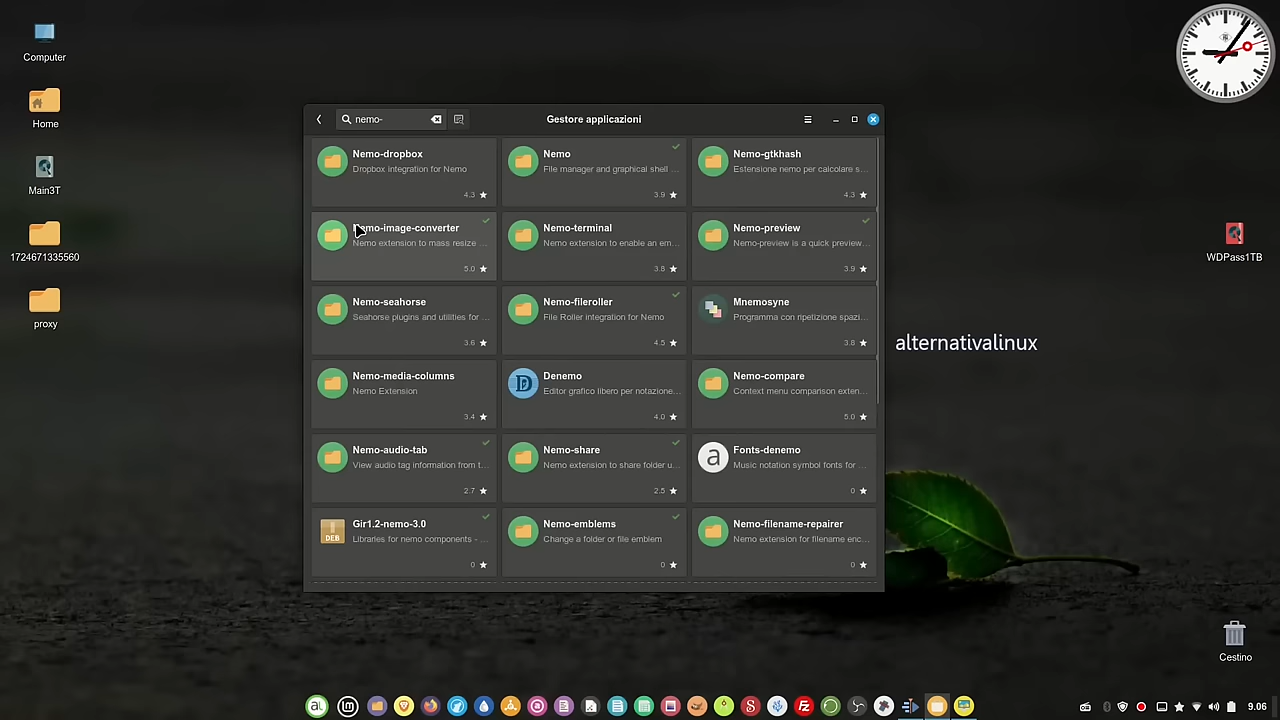 Computer
Home
Main3T
1724671335560
proxy
nemo-
Gestore applicazioni
Nemo-dropbox
Dropbox integration for Nemo
4.3
Nemo
File manager and graphical shell ...
3.9
Nemo-gtkhash
Estensione nemo per calcolare s...
4.3
Nemo-image-converter
Nemo extension to mass resize ...
5.0
Nemo-terminal
Nemo extension to enable an em...
3.8
Nemo-preview
Nemo-preview is a quick preview...
3.9
Nemo-seahorse
Seahorse plugins and utilities for ...
3.6
Nemo-fileroller
File Roller integration for Nemo
4.5
Mnemosyne
Programma con ripetizione spazi...
3.8
Nemo-media-columns
Nemo Extension
3.4
Denemo
Editor grafico libero per notazione...
4.0
Nemo-compare
Context menu comparison exten...
5.0
Nemo-audio-tab
View audio tag information from t...
2.7
Nemo-share
Nemo extension to share folder u...
2.5
Fonts-denemo
Music notation symbol fonts for ...
0
Gir1.2-nemo-3.0
Libraries for nemo components - ...
0
Nemo-emblems
Change a folder or file emblem
0
Nemo-filename-repairer
Nemo extension for filename enc...
0
DEB
a
WDPass1TB
alternativalinux
Cestino
9.06